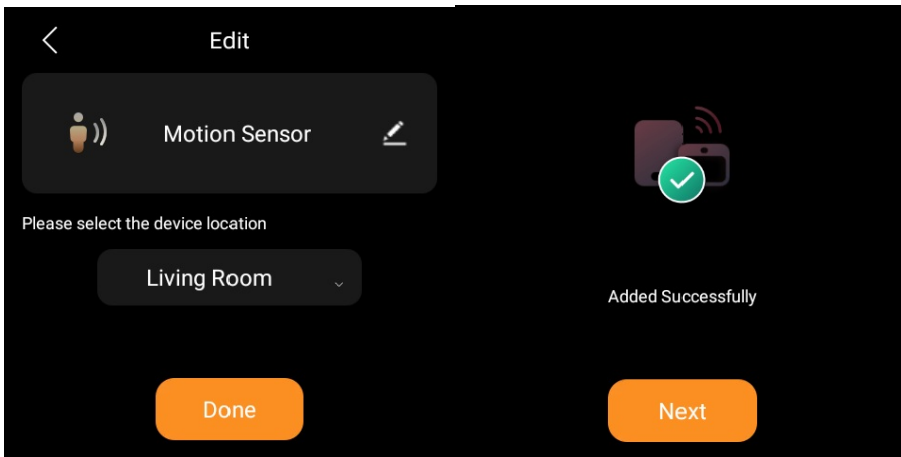 Edit
Motion Sensor
Please select the device location
Living Room
Done
Added Successfully
Next